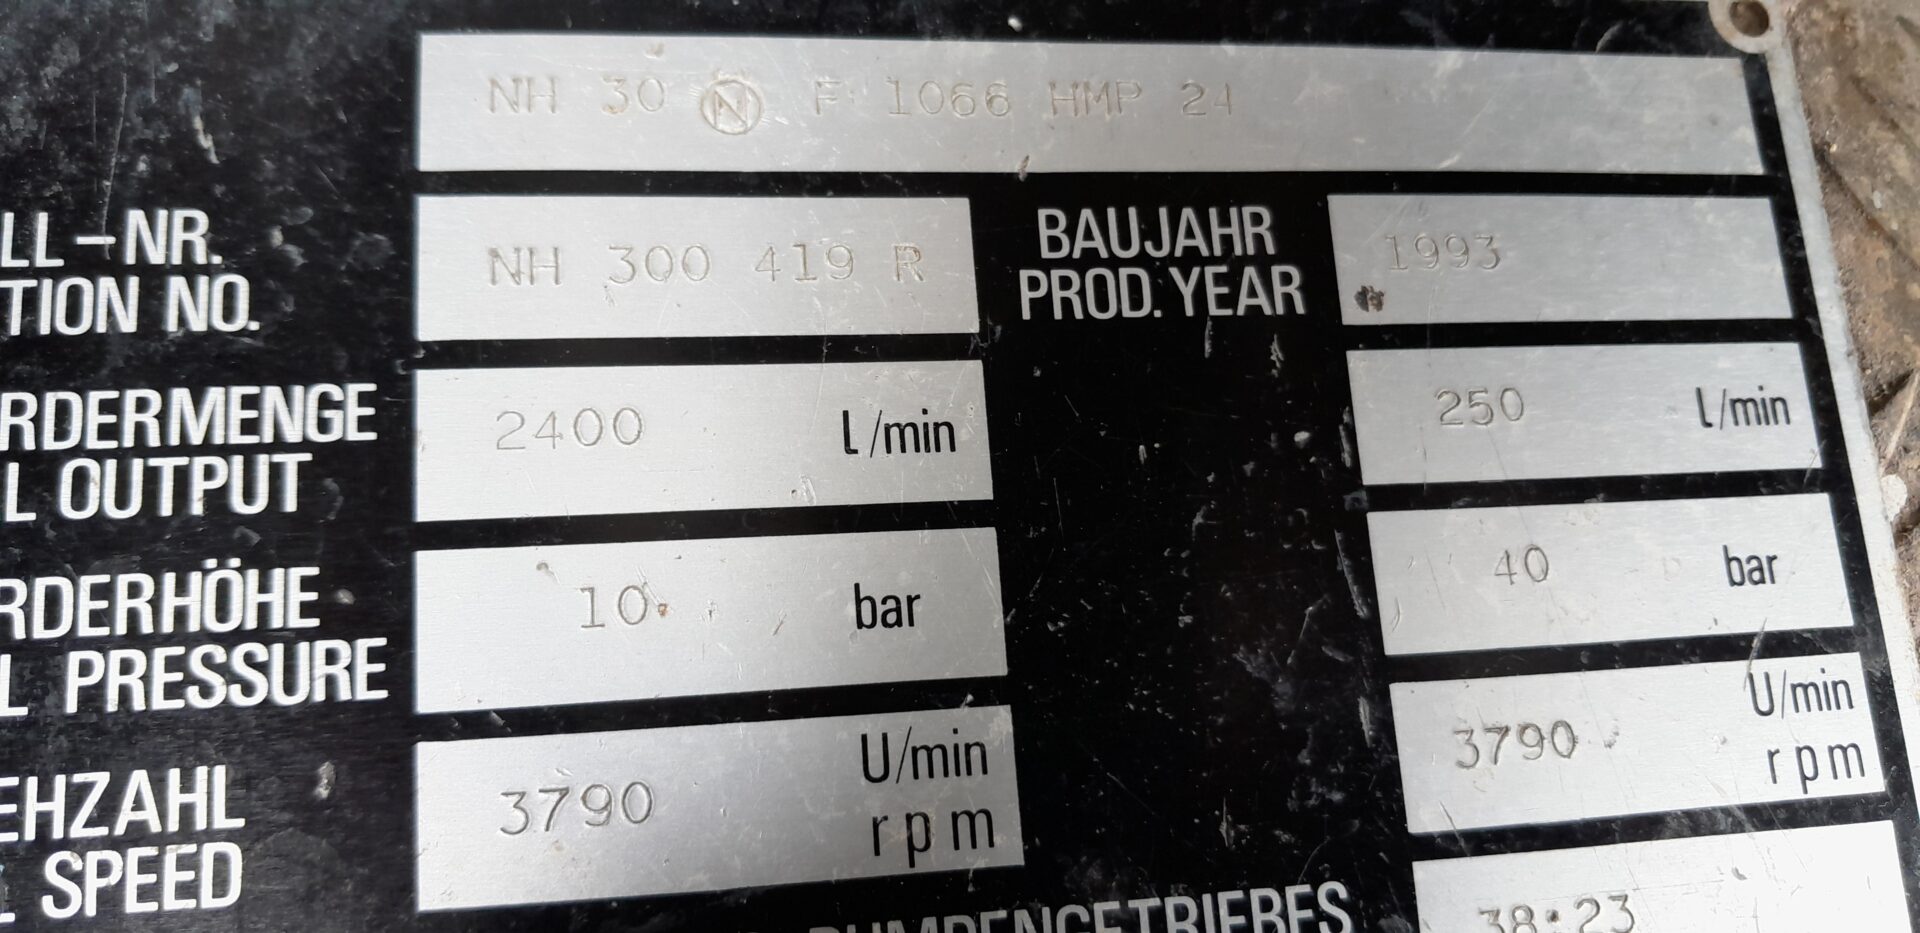 NH 30 Ⓝ F 1066 HMP 24
LL-NR.
TION NO.
NH 300 419 R
BAUJAHR
PROD. YEAR
1993
RDERMENGE
L OUTPUT
2400 l/min
250 l/min
RDERHÖHE
L PRESSURE
10 bar
40 bar
EHZAHL
L SPEED
3790 U/min
rpm
3790 U/min
rpm
PUMPENGETRIEBES
38:23